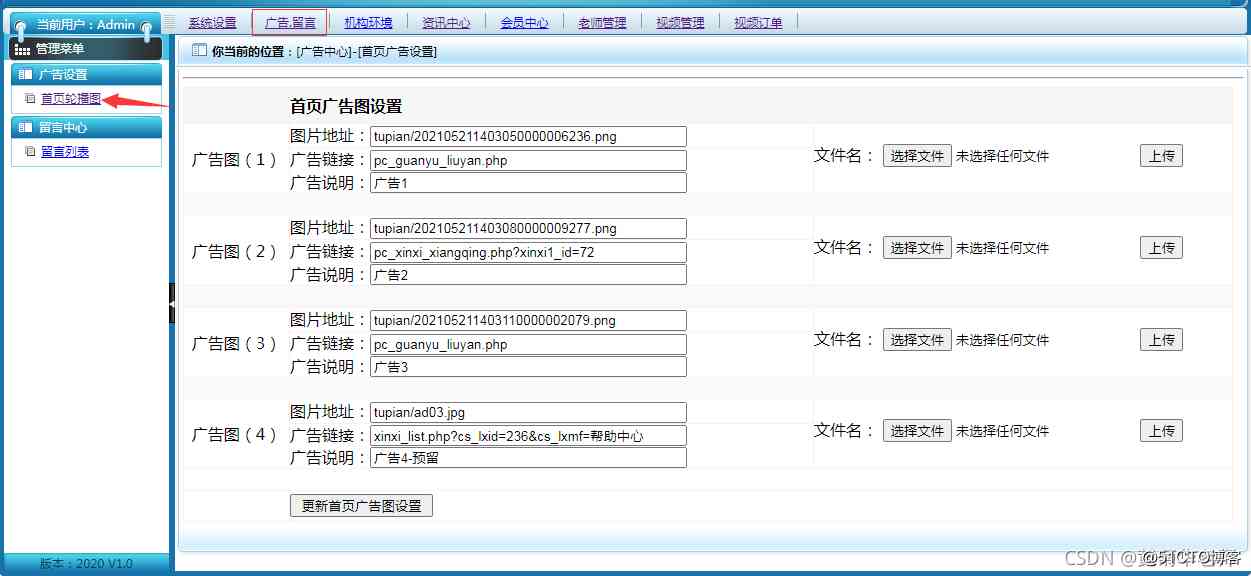 当前用户：Admin
系统设置 广告.留言 机构环境 资讯中心 会员中心 老师管理 视频管理 视频订单
管理菜单
你当前的位置：[广告中心]-[首页广告设置]
广告设置
首页轮播图
留言中心
留言列表
首页广告图设置
广告图（1）
图片地址：tupian/202105211403050000006236.png
广告链接：pc_guanyu_liuyan.php
广告说明：广告1
文件名： 选择文件 未选择任何文件 上传
广告图（2）
图片地址：tupian/202105211403080000009277.png
广告链接：pc_xinxi_xiangqing.php?xinxi1_id=72
广告说明：广告2
文件名： 选择文件 未选择任何文件 上传
广告图（3）
图片地址：tupian/202105211403110000002079.png
广告链接：pc_guanyu_liuyan.php
广告说明：广告3
文件名： 选择文件 未选择任何文件 上传
广告图（4）
图片地址：tupian/ad03.jpg
广告链接：xinxi_list.php?cs_lxid=236&cs_lxmf=帮助中心
广告说明：广告4-预留
文件名： 选择文件 未选择任何文件 上传
更新首页广告图设置
版本：2020 V1.0
CSDN @51CTO博客